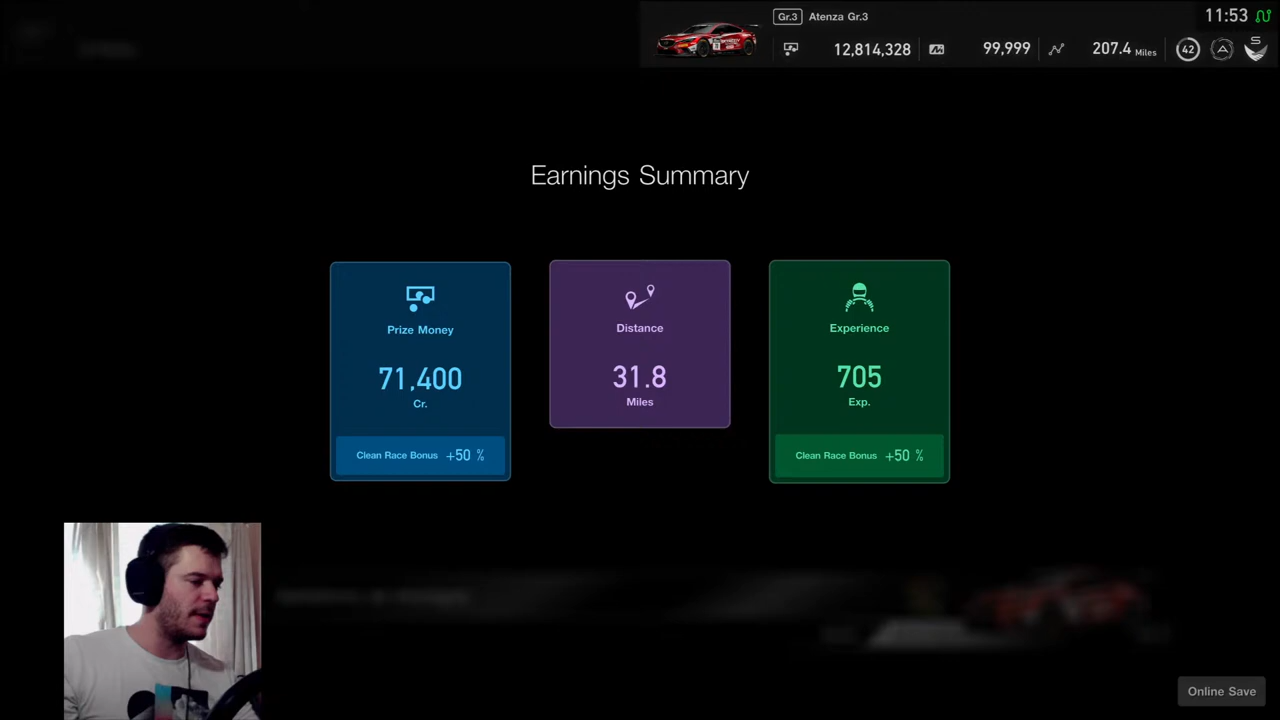 Gr.3 Atenza Gr.3 11:53
12,814,328 99,999 207.4 Miles 42 A S
Earnings Summary
Prize Money
71,400
Cr.
Clean Race Bonus +50 %
Distance
31.8
Miles
Experience
705
Exp.
Clean Race Bonus +50 %
Online Save